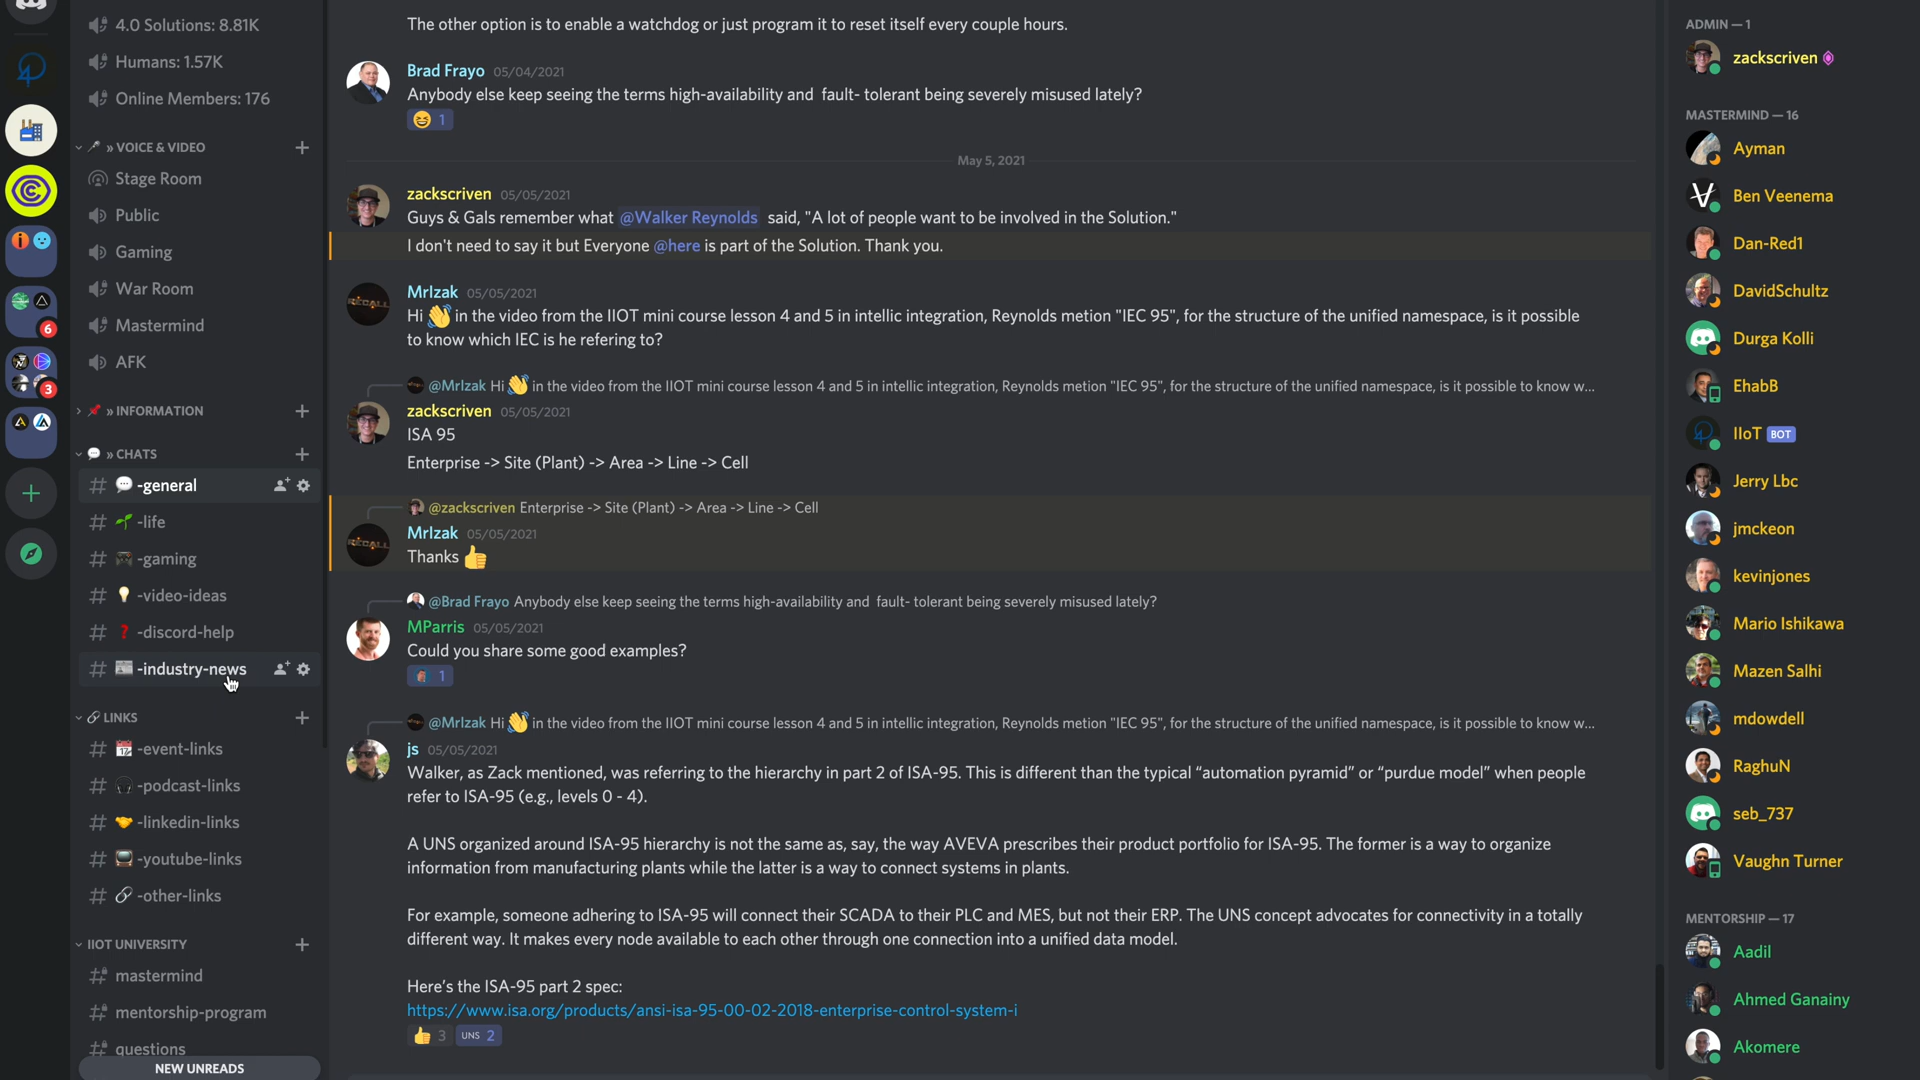 4.0 Solutions: 8.81K
Humans: 1.57K
Online Members: 176
» VOICE & VIDEO
Stage Room
Public
Gaming
War Room
Mastermind
AFK
» INFORMATION
» CHATS
-general
-life
-gaming
-video-ideas
-discord-help
-industry-news
LINKS
-event-links
-podcast-links
-linkedin-links
-youtube-links
-other-links
IIOT UNIVERSITY
mastermind
mentorship-program
questions
NEW UNREADS
6
3
The other option is to enable a watchdog or just program it to reset itself every couple hours.
Brad Frayo 05/04/2021
Anybody else keep seeing the terms high-availability and fault- tolerant being severely misused lately?
1
May 5, 2021
zackscriven 05/05/2021
Guys & Gals remember what @Walker Reynolds said, "A lot of people want to be involved in the Solution."
I don't need to say it but Everyone @here is part of the Solution. Thank you.
MrIzak 05/05/2021
Hi 👋 in the video from the IIOT mini course lesson 4 and 5 in intellic integration, Reynolds metion "IEC 95", for the structure of the unified namespace, is it possible
to know which IEC is he refering to?
@MrIzak Hi 👋 in the video from the IIOT mini course lesson 4 and 5 in intellic integration, Reynolds metion "IEC 95", for the structure of the unified namespace, is it possible to know w...
zackscriven 05/05/2021
ISA 95
Enterprise -> Site (Plant) -> Area -> Line -> Cell
@zackscriven Enterprise -> Site (Plant) -> Area -> Line -> Cell
MrIzak 05/05/2021
Thanks 👍
@Brad Frayo Anybody else keep seeing the terms high-availability and fault- tolerant being severely misused lately?
MParris 05/05/2021
Could you share some good examples?
1
@MrIzak Hi 👋 in the video from the IIOT mini course lesson 4 and 5 in intellic integration, Reynolds metion "IEC 95", for the structure of the unified namespace, is it possible to know w...
js 05/05/2021
Walker, as Zack mentioned, was referring to the hierarchy in part 2 of ISA-95. This is different than the typical “automation pyramid” or “purdue model” when people
refer to ISA-95 (e.g., levels 0 - 4).
A UNS organized around ISA-95 hierarchy is not the same as, say, the way AVEVA prescribes their product portfolio for ISA-95. The former is a way to organize
information from manufacturing plants while the latter is a way to connect systems in plants.
For example, someone adhering to ISA-95 will connect their SCADA to their PLC and MES, but not their ERP. The UNS concept advocates for connectivity in a totally
different way. It makes every node available to each other through one connection into a unified data model.
Here’s the ISA-95 part 2 spec:
https://www.isa.org/products/ansi-isa-95-00-02-2018-enterprise-control-system-i
👍 3 UNS 2
ADMIN — 1
zackscriven
MASTERMIND — 16
Ayman
Ben Veenema
Dan-Red1
DavidSchultz
Durga Kolli
EhabB
IIoT BOT
Jerry Lbc
jmckeon
kevinjones
Mario Ishikawa
Mazen Salhi
mdowdell
RaghuN
seb_737
Vaughn Turner
MENTORSHIP — 17
Aadil
Ahmed Ganainy
Akomere